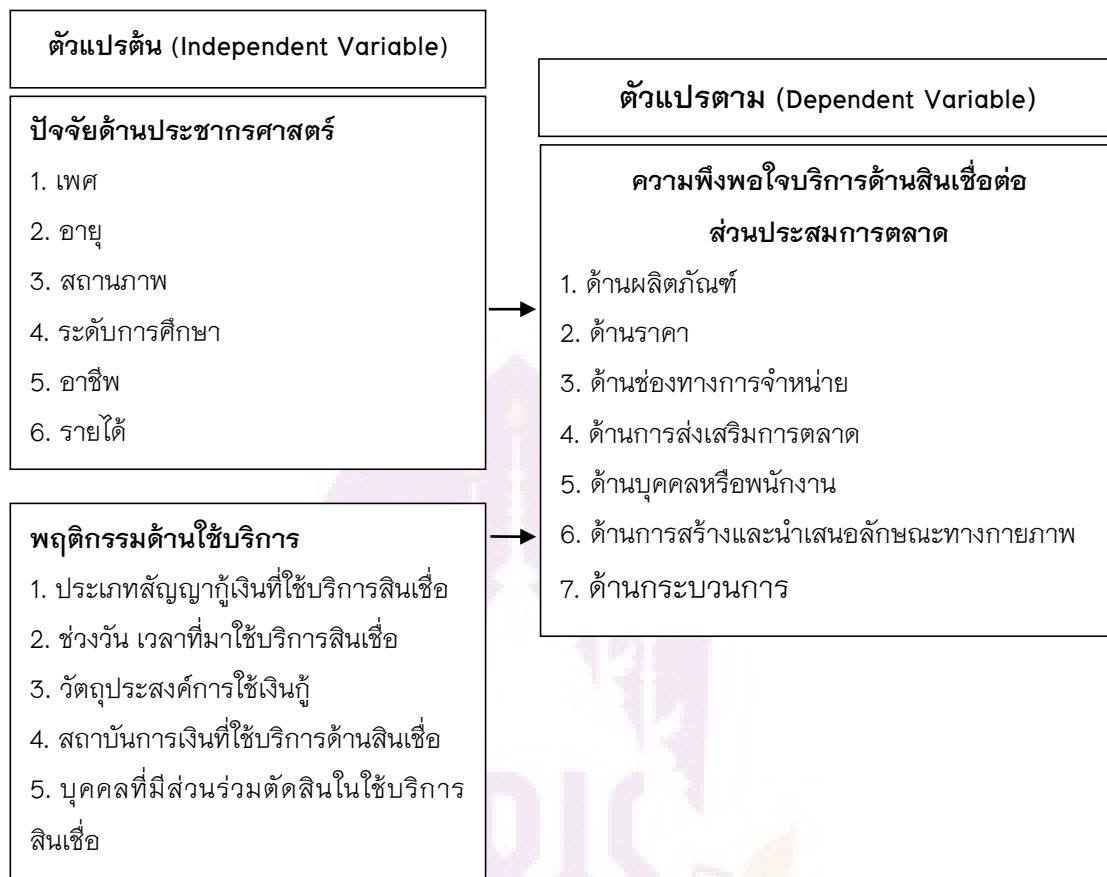 ตัวแปรต้น (Independent Variable)
ปัจจัยด้านประชากรศาสตร์
1. เพศ
2. อายุ
3. สถานภาพ
4. ระดับการศึกษา
5. อาชีพ
6. รายได้
พฤติกรรมด้านใช้บริการ
1. ประเภทสัญญากู้เงินที่ใช้บริการสินเชื่อ
2. ช่วงวัน เวลาที่มาใช้บริการสินเชื่อ
3. วัตถุประสงค์การใช้เงินกู้
4. สถาบันการเงินที่ใช้บริการด้านสินเชื่อ
5. บุคคลที่มีส่วนร่วมตัดสินในใช้บริการ
สินเชื่อ
ตัวแปรตาม (Dependent Variable)
ความพึงพอใจบริการด้านสินเชื่อต่อ
ส่วนประสมการตลาด
1. ด้านผลิตภัณฑ์
2. ด้านราคา
3. ด้านช่องทางการจำหน่าย
4. ด้านการส่งเสริมการตลาด
5. ด้านบุคคลหรือพนักงาน
6. ด้านการสร้างและนำเสนอลักษณะทางกายภาพ
7. ด้านกระบวนการ